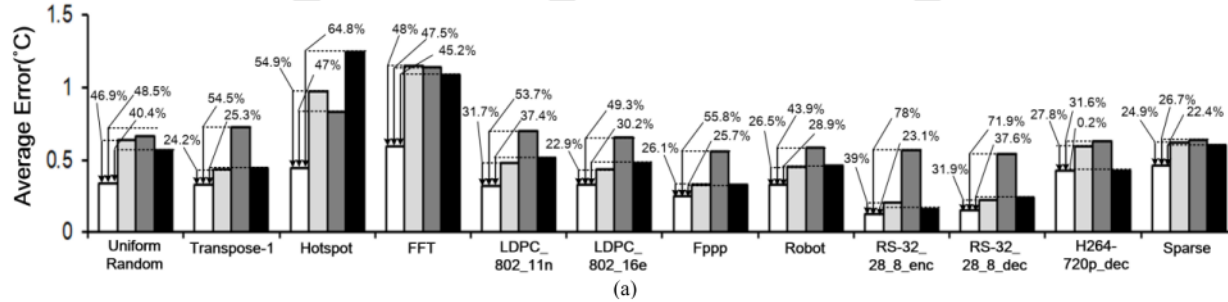 Average Error(˚C)
1.5
1
0.5
0
46.9% 48.5% 40.4%
24.2% 54.5% 25.3%
54.9% 64.8% 47%
48% 47.5% 45.2%
31.7% 53.7% 37.4%
22.9% 49.3% 30.2%
26.1% 55.8% 25.7%
26.5% 43.9% 28.9%
39% 78% 23.1%
31.9% 71.9% 37.6%
27.8% 31.6% 0.2%
24.9% 26.7% 22.4%
Uniform
Random
Transpose-1
Hotspot
FFT
LDPC_
802_11n
LDPC_
802_16e
Fppp
Robot
RS-32_
28_8_enc
RS-32_
28_8_dec
H264-
720p_dec
Sparse
(a)